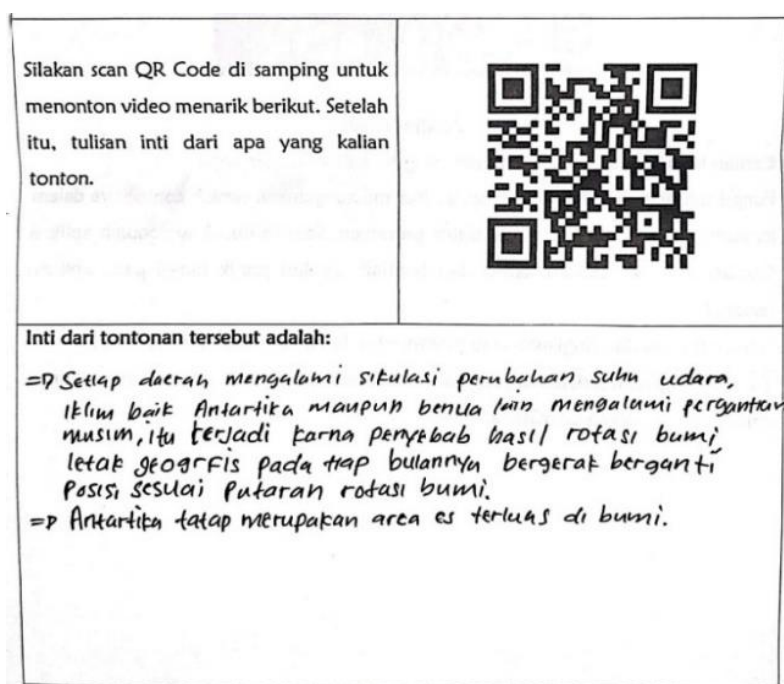 Silakan scan QR Code di samping untuk
menonton video menarik berikut. Setelah
itu, tulisan inti dari apa yang kalian
tonton.
Inti dari tontonan tersebut adalah:
=> Setiap daerah mengalami sikulasi perubahan suhu udara,
Iklim baik Antartika maupun benua lain mengalami pergantian
musim, itu terjadi karna penyebab hasil rotasi bumi,
letak geogrfis pada tiap bulannya bergerak berganti
Posisi sesuai Putaran rotasi bumi.
=> Antartika tatap merupakan area es terluas di bumi.